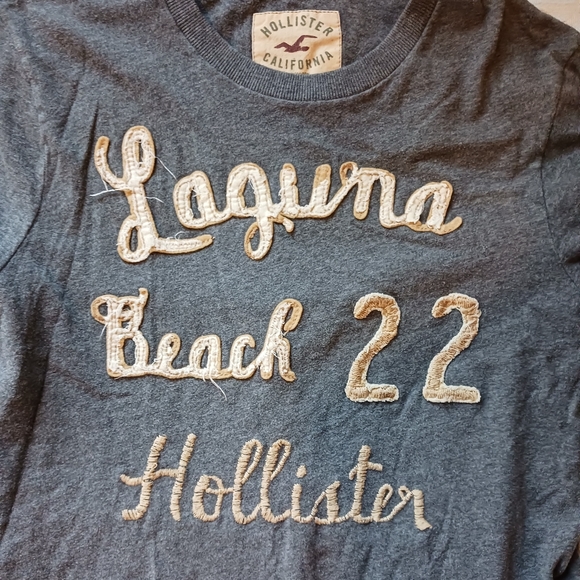 HOLLISTER
CALIFORNIA
Laguna
Beach 22
Hollister